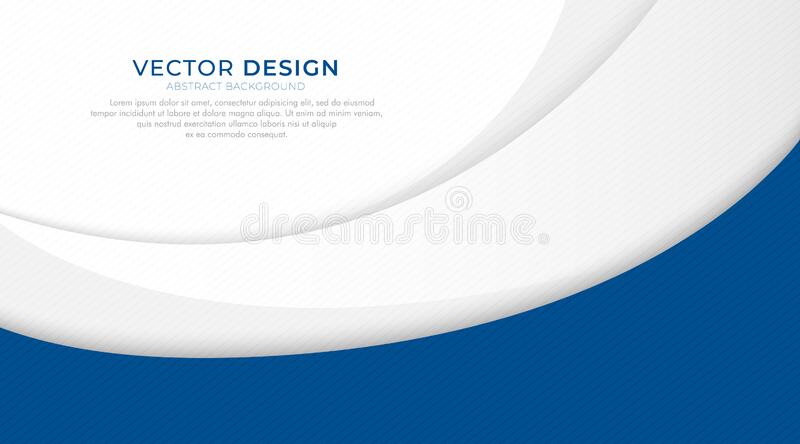 VECTOR DESIGN
ABSTRACT BACKGROUND
Lorem ipsum dolor sit amet, consectetur adipisicing elit, sed do eiusmod
tempor incididunt ut labore et dolore magna aliqua. Ut enim ad minim veniam,
quis nostrud exercitation ullamco laboris nisi ut aliquip
ex ea commodo consequat.
dreamstime